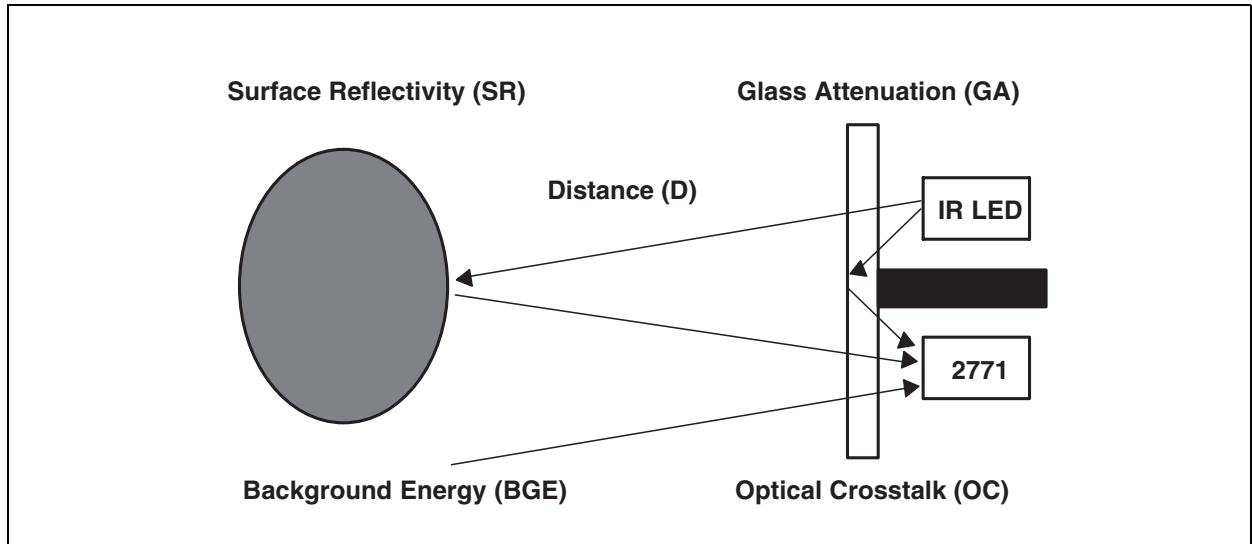 Surface Reflectivity (SR)
Glass Attenuation (GA)
Distance (D)
IR LED
2771
Background Energy (BGE)
Optical Crosstalk (OC)